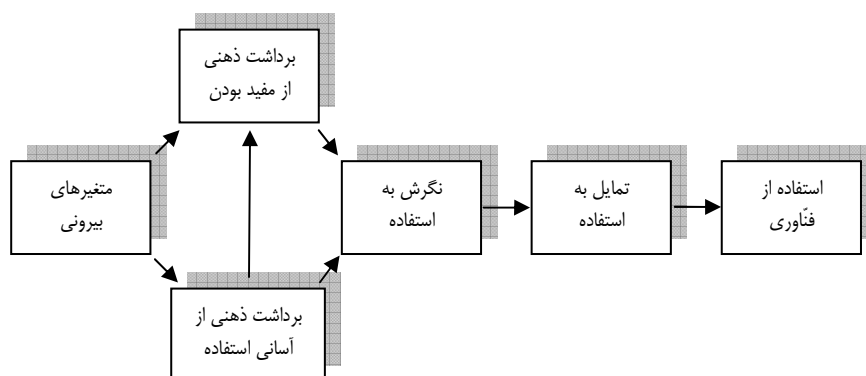 برداشت ذهنی
از مفید بودن
متغیرهای
بیرونی
نگرش به
استفاده
تمایل به
استفاده
استفاده از
فنّاوری
برداشت ذهنی از
آسانی استفاده